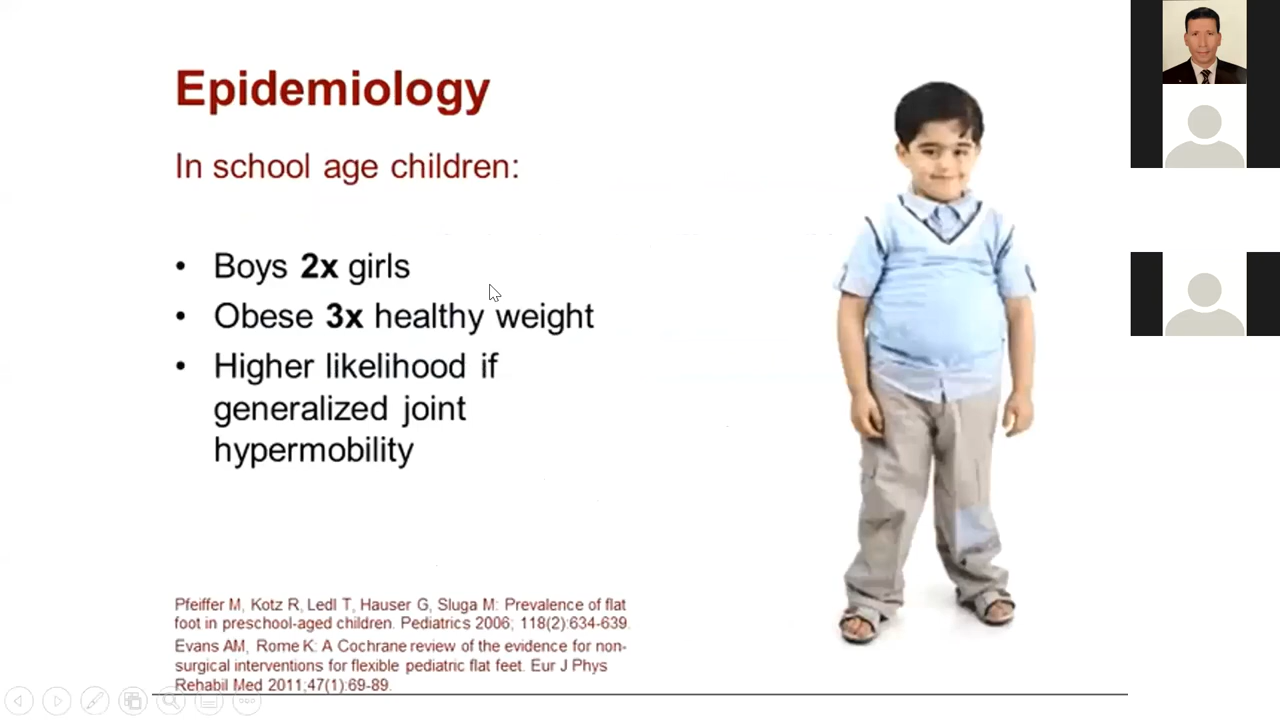 Epidemiology
In school age children:
• Boys 2x girls
• Obese 3x healthy weight
• Higher likelihood if
generalized joint
hypermobility
Pfeiffer M, Kotz R, Ledl T, Hauser G, Sluga M: Prevalence of flat
foot in preschool-aged children. Pediatrics 2006; 118(2):634-639.
Evans AM, Rome K: A Cochrane review of the evidence for non-
surgical interventions for flexible pediatric flat feet. Eur J Phys
Rehabil Med 2011;47(1):69-89.